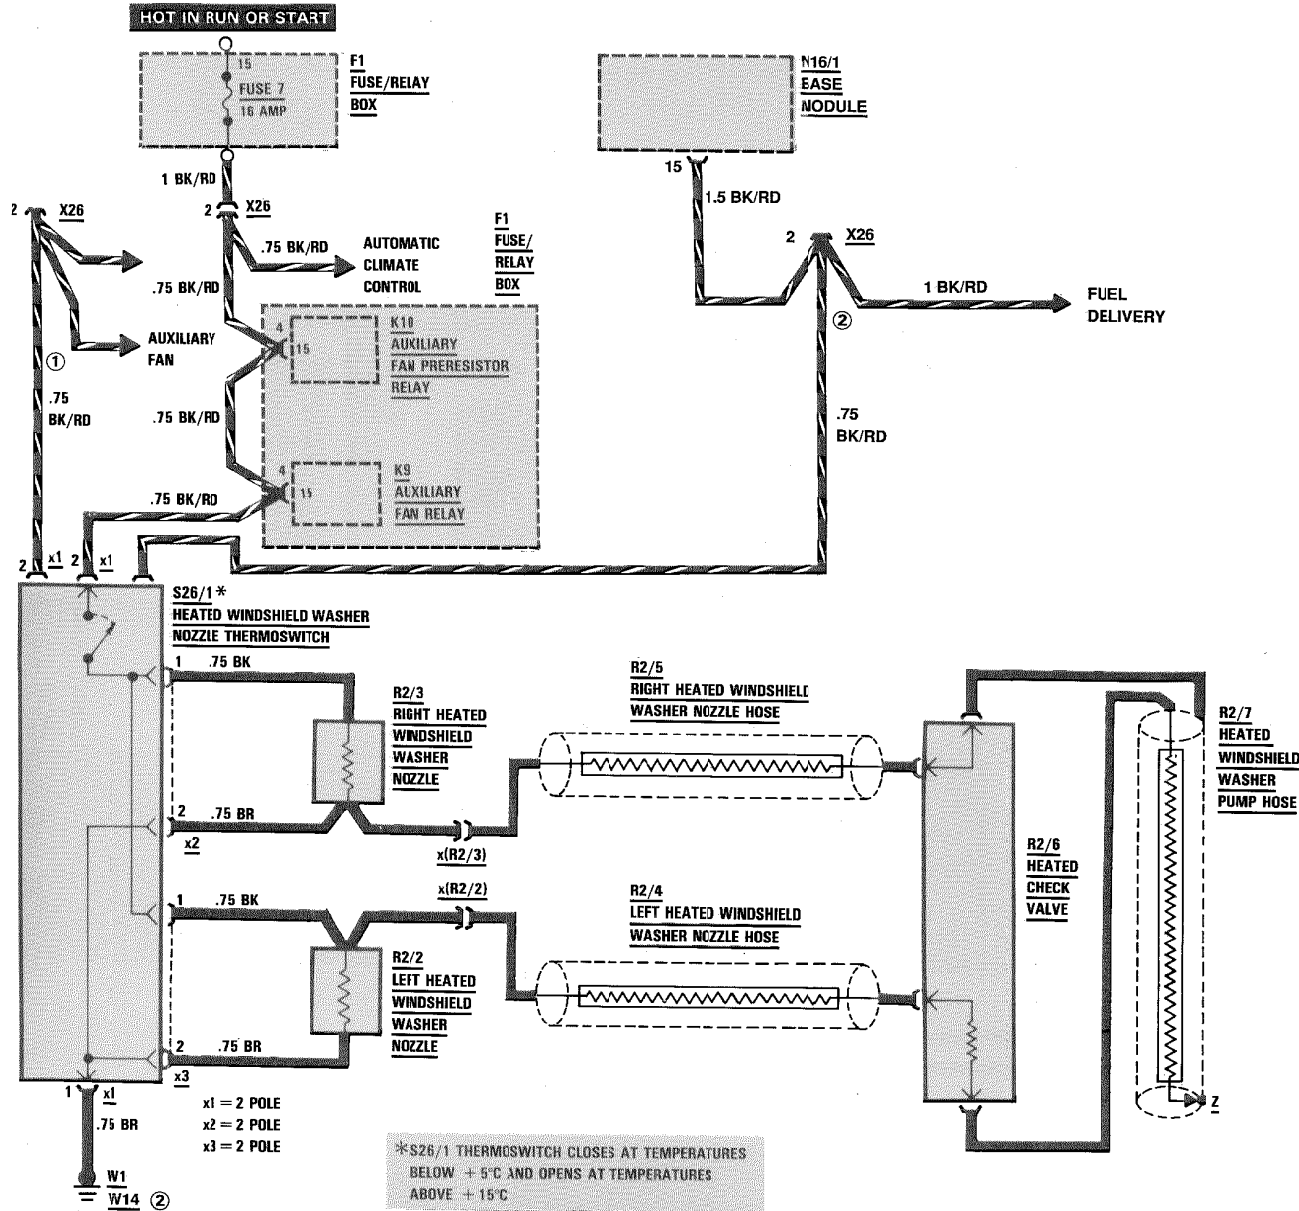 HOT IN RUN OR START
15
FUSE 7
16 AMP
F1
FUSE/RELAY
BOX
N16/1
BASE
MODULE
15
1 BK/RD
1.5 BK/RD
2 X26
2 X26
.75 BK/RD
AUTOMATIC
CLIMATE
CONTROL
F1
FUSE/
RELAY
BOX
2 X26
.75 BK/RD
1 BK/RD
FUEL
DELIVERY
4
15
K10
AUXILIARY
FAN PRERESISTOR
RELAY
2
AUXILIARY
FAN
1
.75
BK/RD
.75 BK/RD
.75
BK/RD
4
15
K9
AUXILIARY
FAN RELAY
.75 BK/RD
2 x1 2 x1
S26/1*
HEATED WINDSHIELD WASHER
NOZZLE THERMOSWITCH
1 .75 BK
R2/3
RIGHT HEATED
WINDSHIELD
WASHER
NOZZLE
R2/5
RIGHT HEATED WINDSHIELD
WASHER NOZZLE HOSE
R2/7
HEATED
WINDSHIELD
WASHER
PUMP HOSE
2 .75 BR
x2
x(R2/3)
R2/6
HEATED
CHECK
VALVE
x(R2/2)
1 .75 BK
R2/4
LEFT HEATED WINDSHIELD
WASHER NOZZLE HOSE
R2/2
LEFT HEATED
WINDSHIELD
WASHER
NOZZLE
2 .75 BR
x3
1 x1
.75 BR
Z
x1 = 2 POLE
x2 = 2 POLE
x3 = 2 POLE
*S26/1 THERMOSWITCH CLOSES AT TEMPERATURES
BELOW + 5°C AND OPENS AT TEMPERATURES
ABOVE + 15°C
W1
W14 2